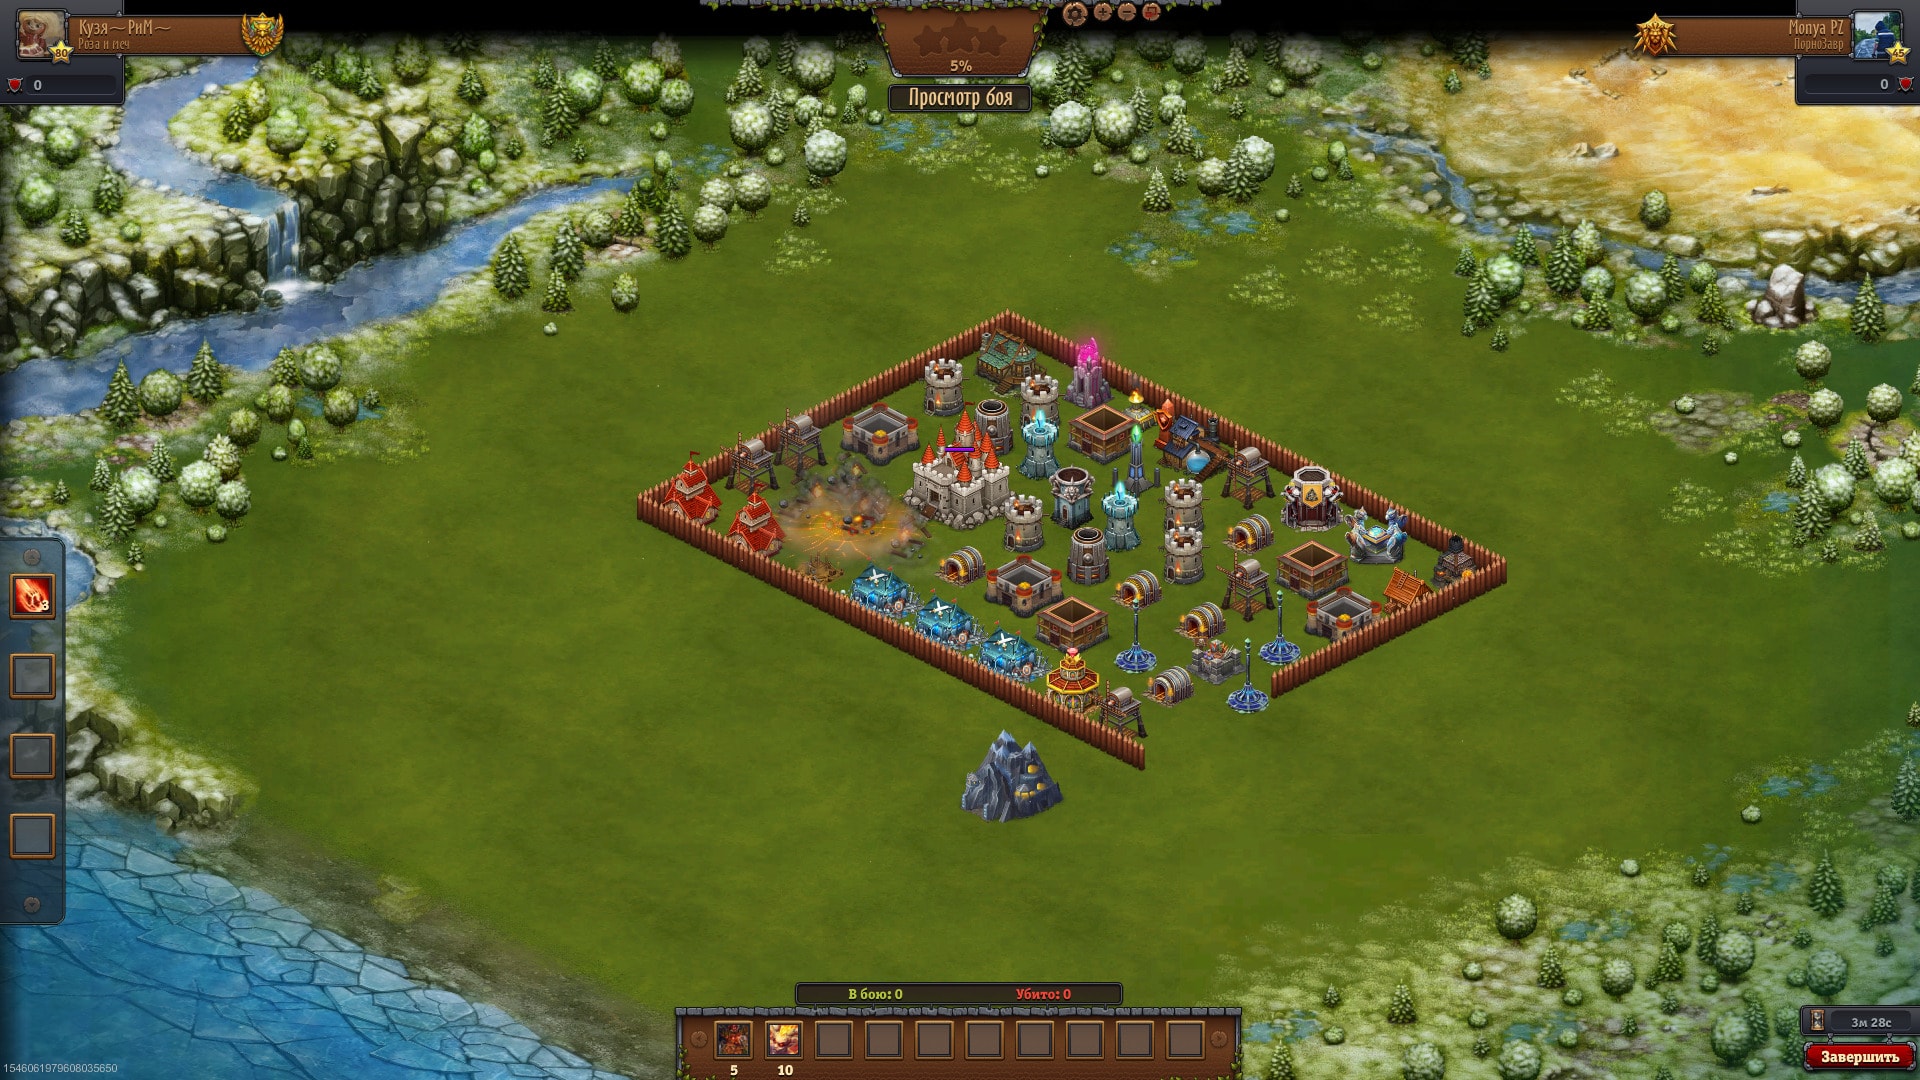 Кузя~РиМ~
Роза и меч
80
0
5%
Просмотр боя
Monya PZ
ПорноЗавр
45
0
3
В бою: 0
Убито: 0
5
10
3м 28с
Завершить
1546061979608035650